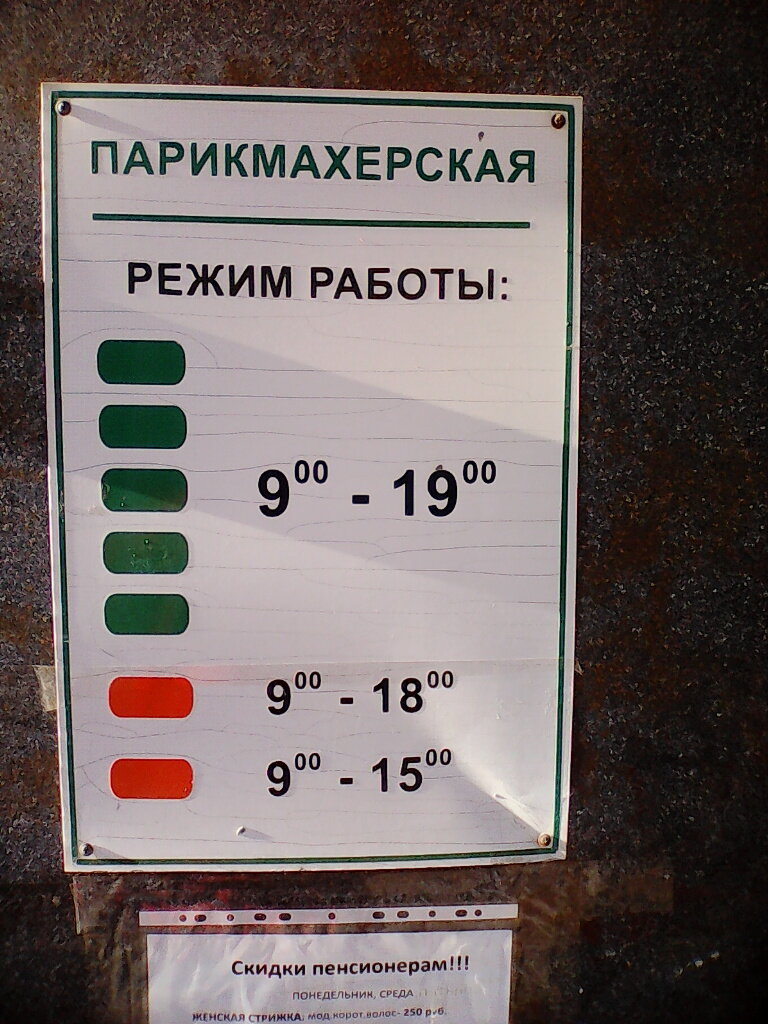 ПАРИКМАХЕРСКАЯ
РЕЖИМ РАБОТЫ:
9⁰⁰ - 19⁰⁰
9⁰⁰ - 18⁰⁰
9⁰⁰ - 15⁰⁰
Скидки пенсионерам!!!
ПОНЕДЕЛЬНИК, СРЕДА
ЖЕНСКАЯ СТРИЖКА: мод.корот.волос- 250 руб.